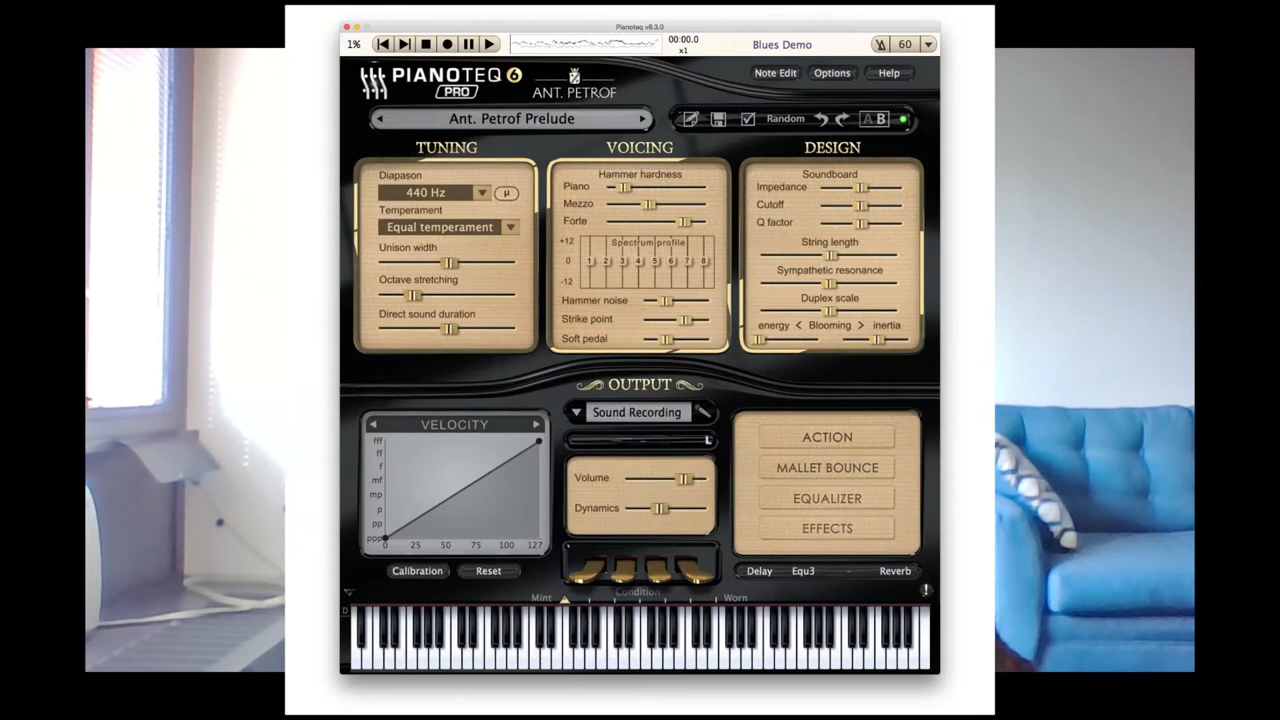 Pianoteq v6.3.0
1%
00:00.0
x1
Blues Demo
60
PIANOTEQ 6
PRO
ANT. PETROF
Note Edit
Options
Help
Ant. Petrof Prelude
Random
A B
TUNING
VOICING
DESIGN
Diapason
440 Hz
μ
Temperament
Equal temperament
Unison width
Octave stretching
Direct sound duration
Hammer hardness
Piano
Mezzo
Forte
Spectrum profile
+12
0
-12
1 2 3 4 5 6 7 8
Hammer noise
Strike point
Soft pedal
Soundboard
Impedance
Cutoff
Q factor
String length
Sympathetic resonance
Duplex scale
energy < Blooming > inertia
OUTPUT
Sound Recording
L
VELOCITY
fff
ff
f
mf
mp
p
pp
ppp
0 25 50 75 100 127
Calibration
Reset
Volume
Dynamics
ACTION
MALLET BOUNCE
EQUALIZER
EFFECTS
Delay
Equ3
-
Reverb
Mint
Condition
Worn
!
D